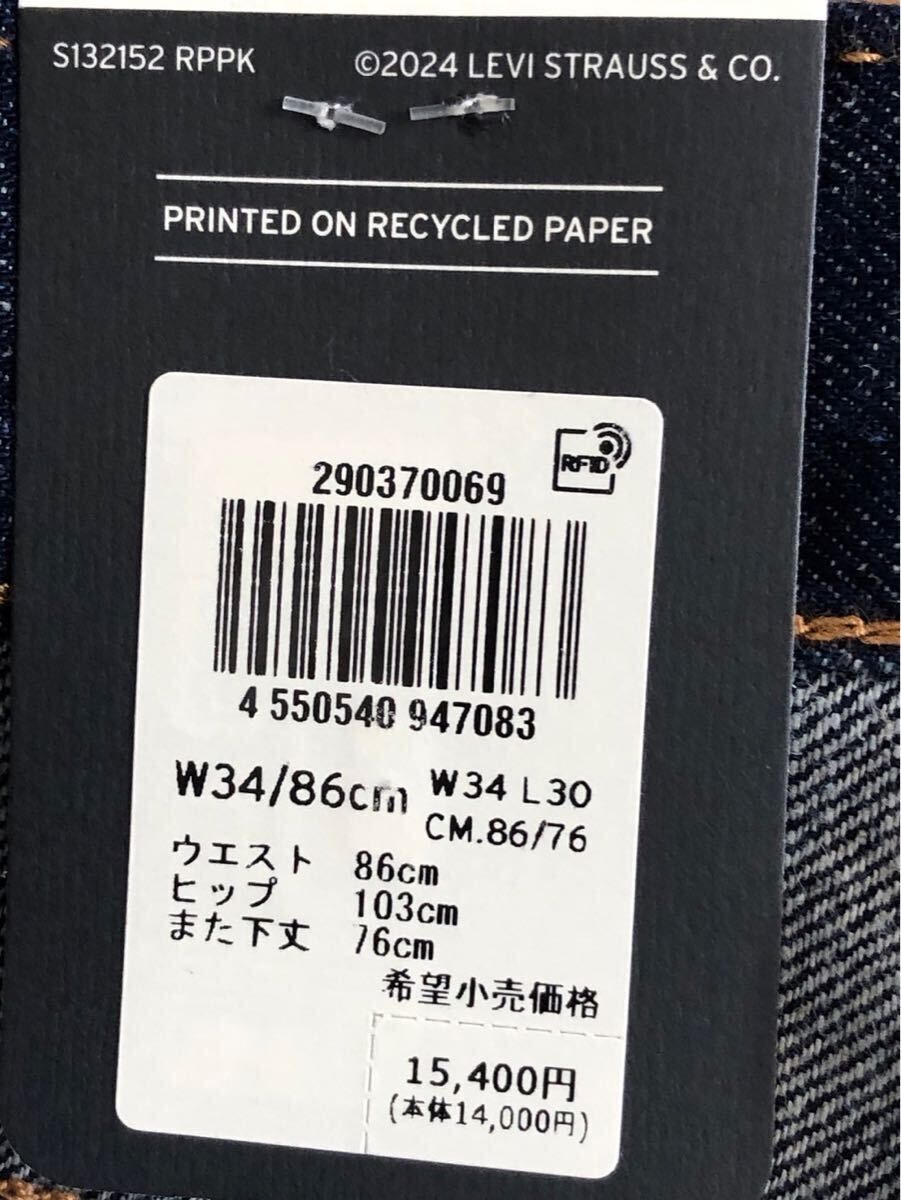 S132152 RPPK ©2024 LEVI STRAUSS & CO.
PRINTED ON RECYCLED PAPER
RFID
290370069
4 550540 947083
W34/86cm W34 L30
CM.86/76
ウエスト 86cm
ヒップ 103cm
また下丈 76cm
希望小売価格
15,400円
(本体14,000円)